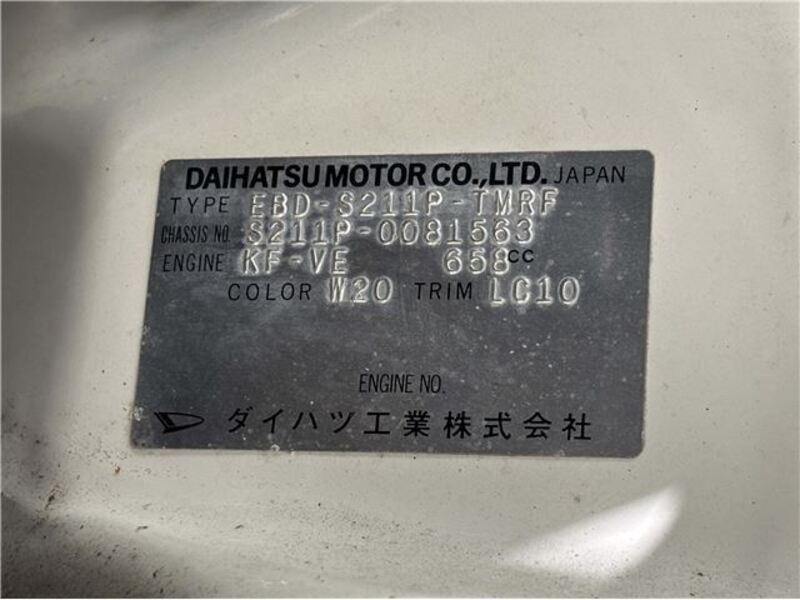 DAIHATSU MOTOR CO.,LTD. JAPAN
TYPE EBD-S211P-TMRF
CHASSIS NO. S211P-0081563
ENGINE KF-VE 658CC
COLOR W20 TRIM LC10
ENGINE NO.
ダイハツ工業株式会社